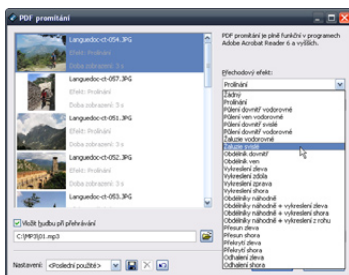 PDF promítání
Languedoc-ct-054.JPG
Efekt: Prolínání
Doba zobrazení: 3 s
Languedoc-ct-057.JPG
Efekt: Prolínání
Doba zobrazení: 3 s
Languedoc-ct-051.JPG
Efekt: Prolínání
Doba zobrazení: 3 s
Languedoc-ct-052.JPG
Efekt: Prolínání
Doba zobrazení: 3 s
Languedoc-ct-053.JPG
Vložit hudbu při přehrávání
C:\MP3\01.mp3
Nastavení: <Poslední použité>
PDF promítání je plně funkční v programech
Adobe Acrobat Reader 6 a vyšších.
Přechodový efekt:
Prolínání
Žádný
Prolínání
Půlení dovnitř vodorovné
Půlení ven vodorovné
Půlení dovnitř svislé
Půlení dovnitř vodorovné
Žaluzie vodorovné
Žaluzie svislé
Obdélník dovnitř
Obdélník ven
Vykreslení zleva
Vykreslení zdola
Vykreslení zprava
Vykreslení shora
Obdélníky náhodně
Obdélníky náhodně + vykreslení zleva
Obdélníky náhodně + vykreslení shora
Obdélníky náhodně + vykreslení z rohu
Přesun zleva
Přesun shora
Překrytí zleva
Překrytí shora
Odhalení zleva
Odhalení shora